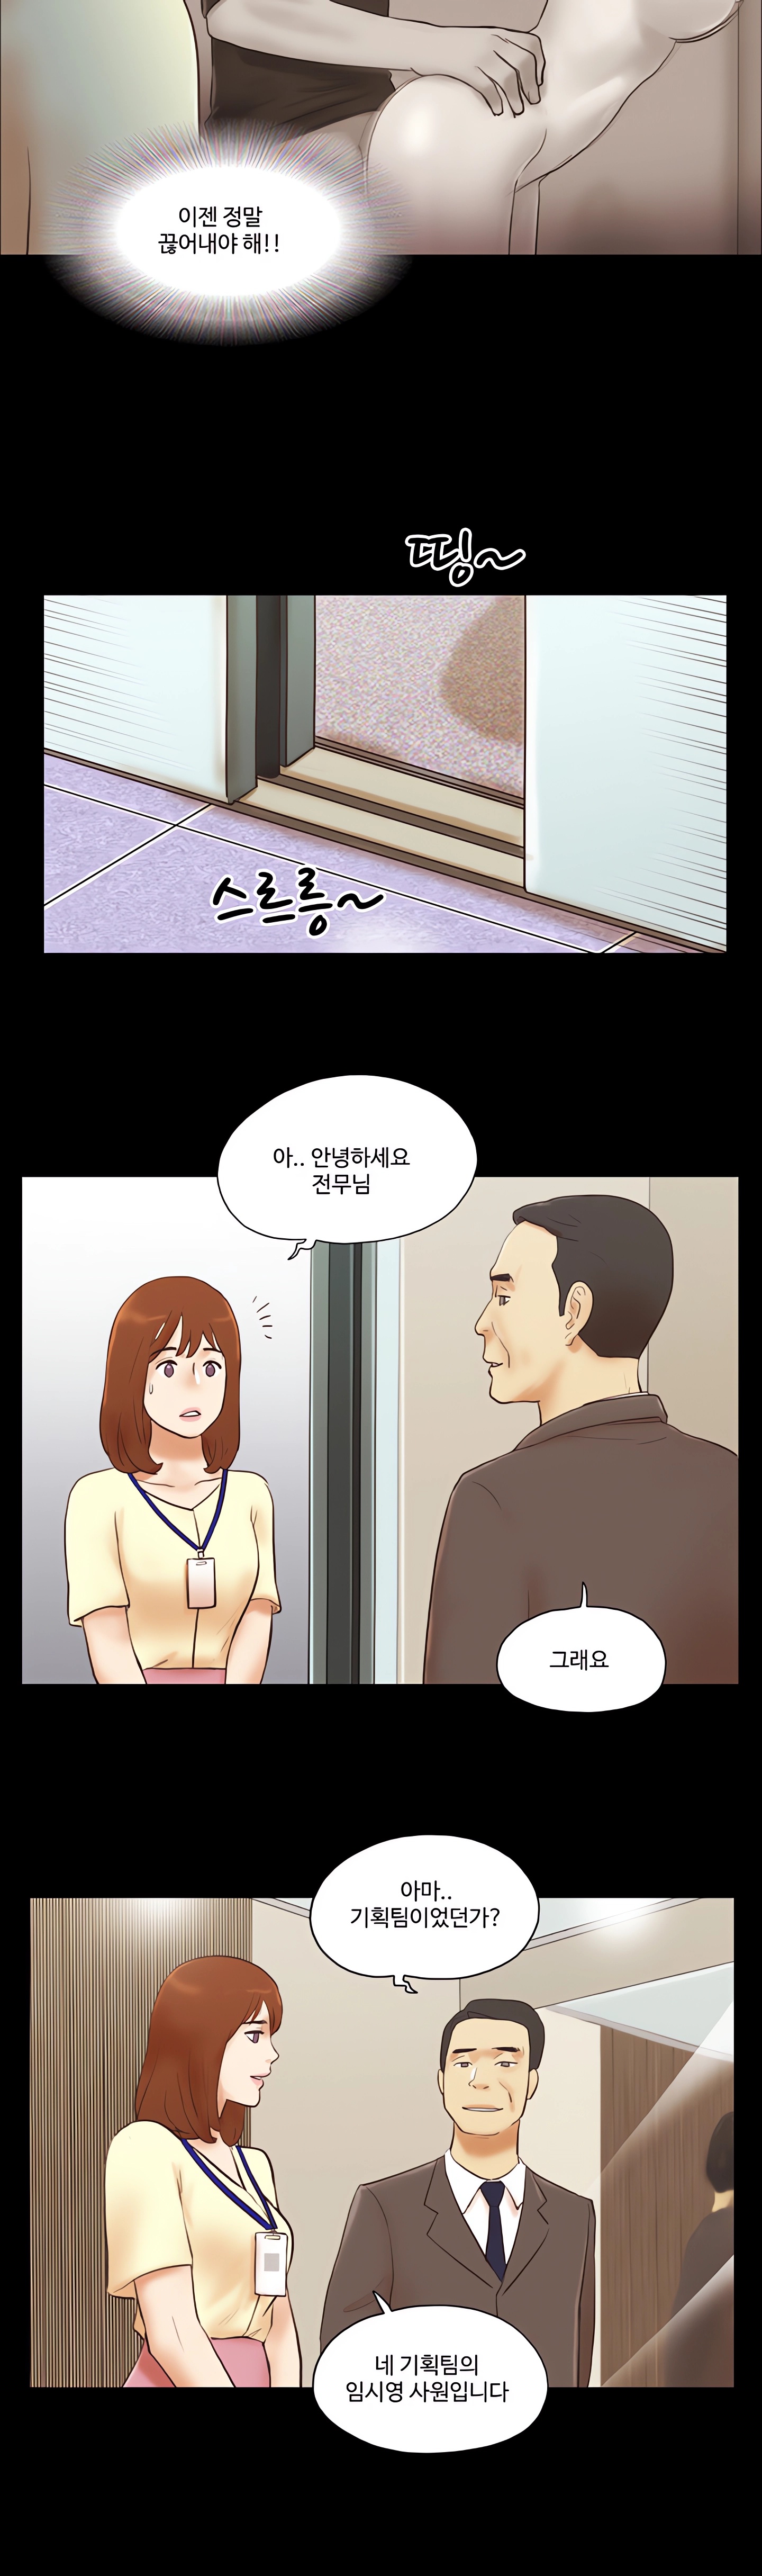 이젠 정말
끊어내야 해!!
띵~
스르릉~
아.. 안녕하세요
전무님
그래요
아마..
기획팀이었던가?
네 기획팀의
임시영 사원입니다